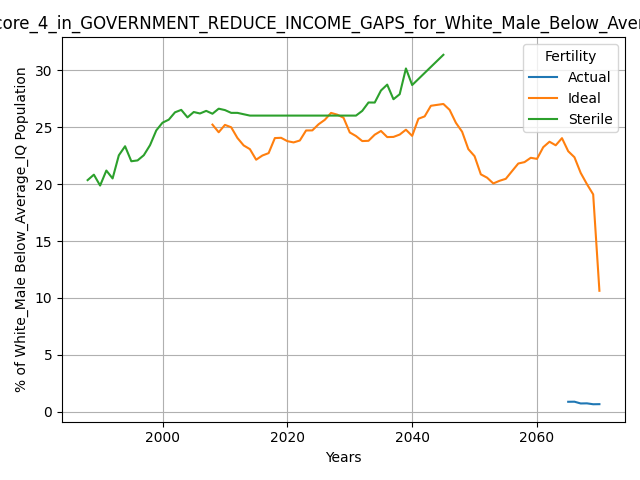 core_4_in_GOVERNMENT_REDUCE_INCOME_GAPS_for_White_Male_Below_Aver
Fertility
Actual
Ideal
Sterile
% of White_Male Below_Average_IQ Population
30
25
20
15
10
5
0
2000 2020 2040 2060
Years